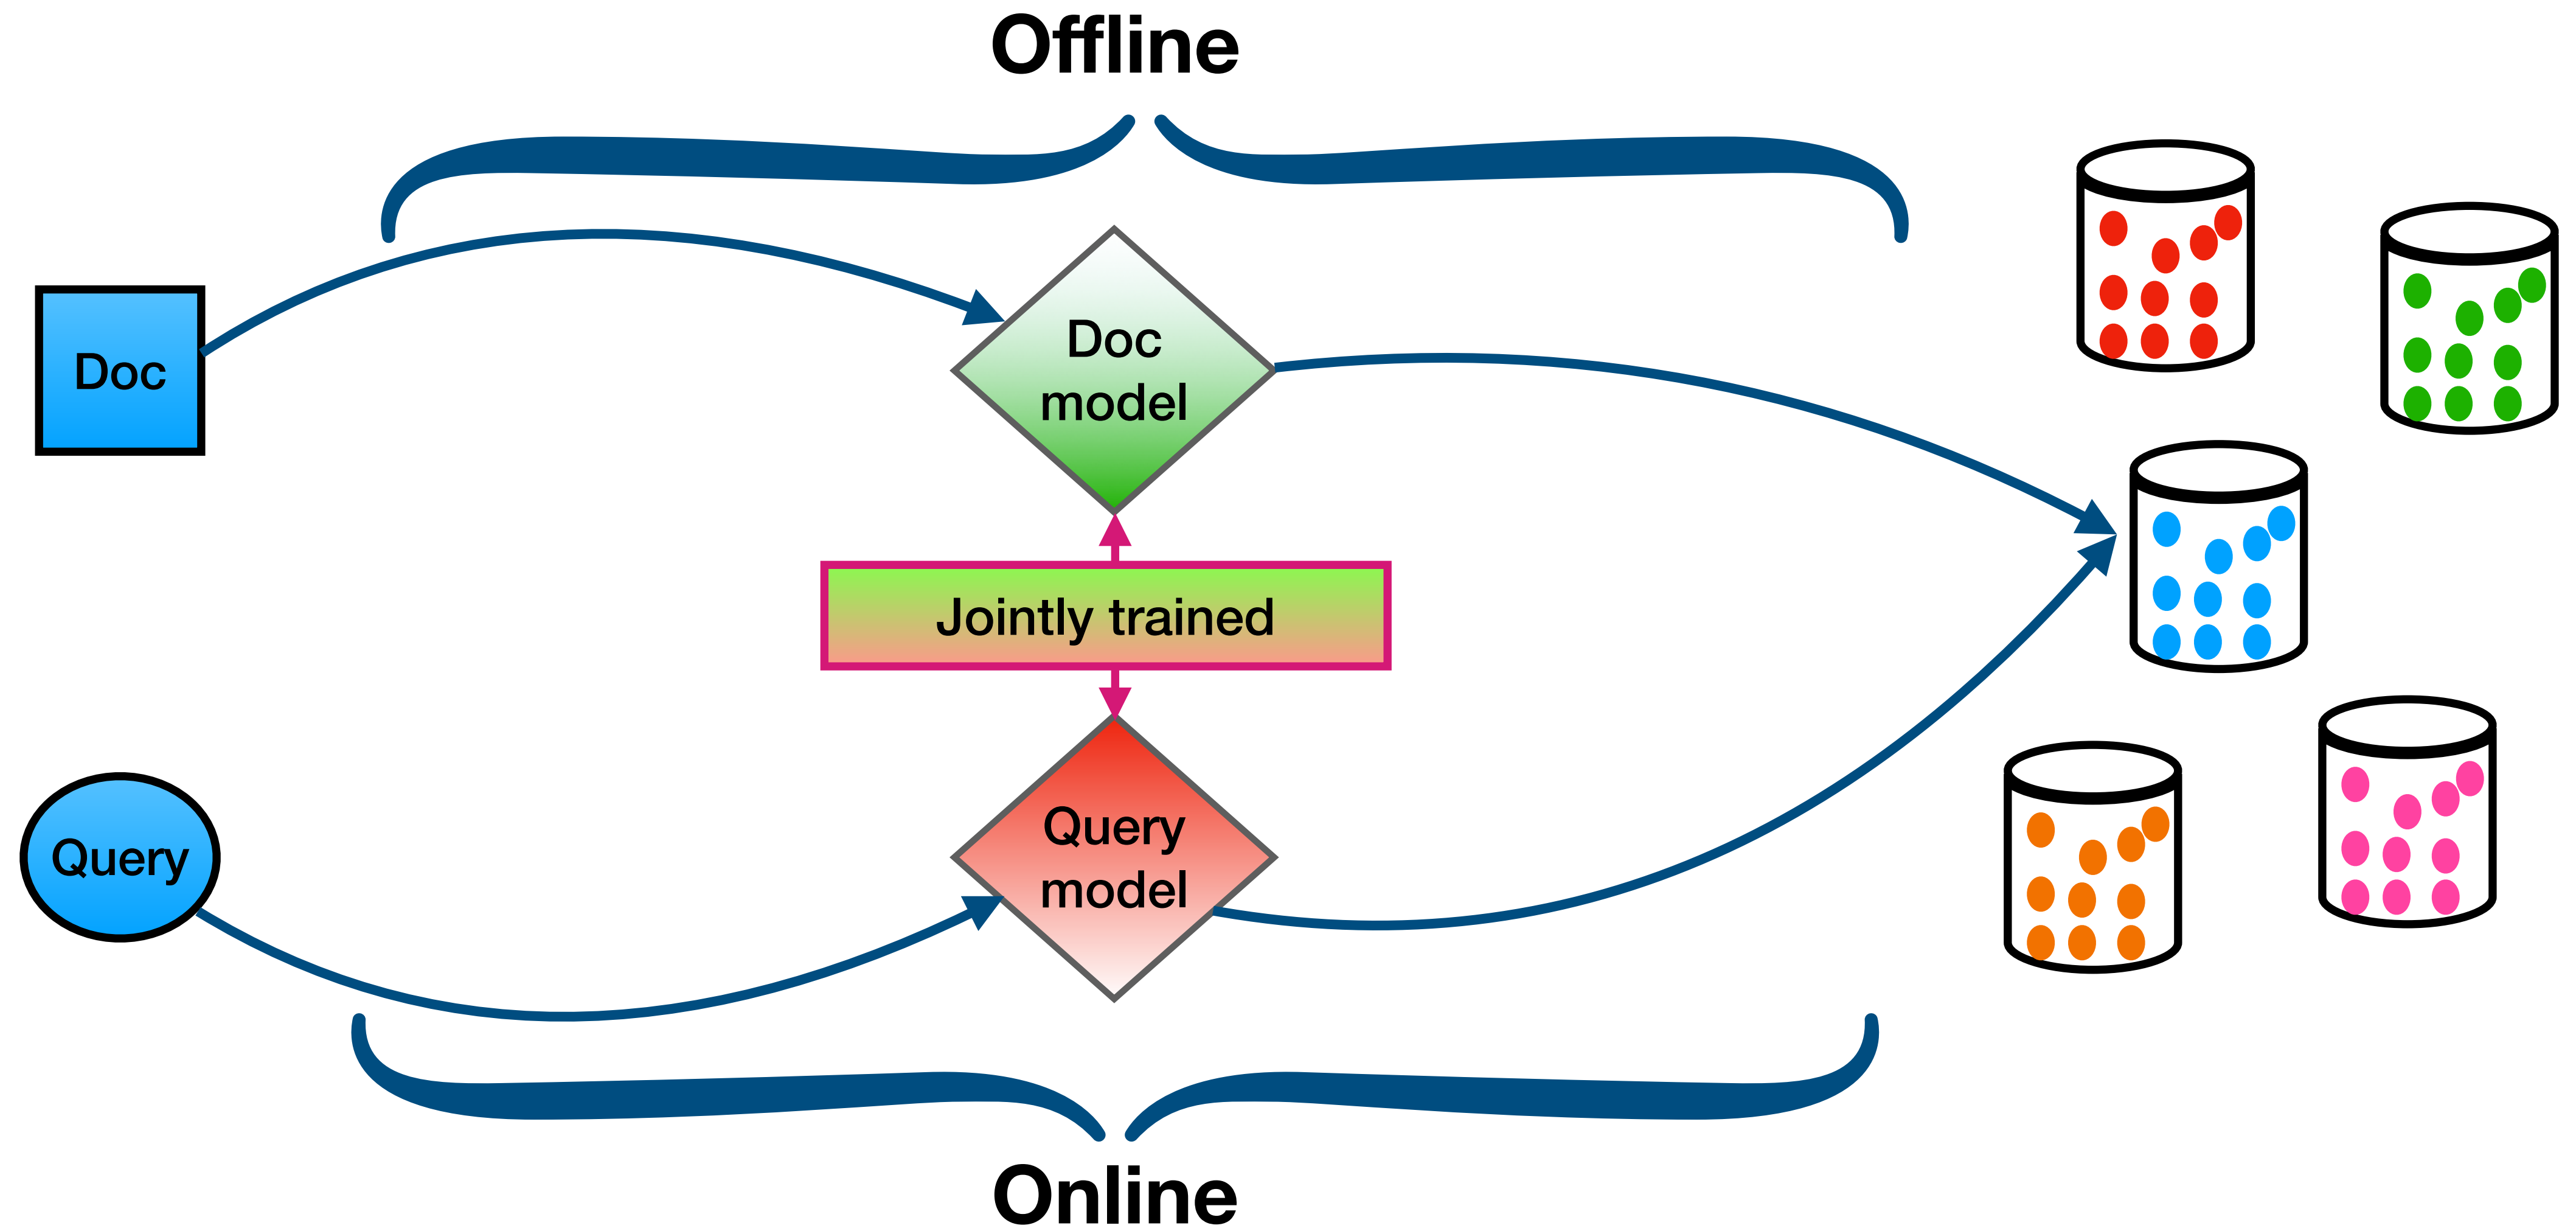 Offline
Doc
Doc
model
Jointly trained
Query
Query
model
Online